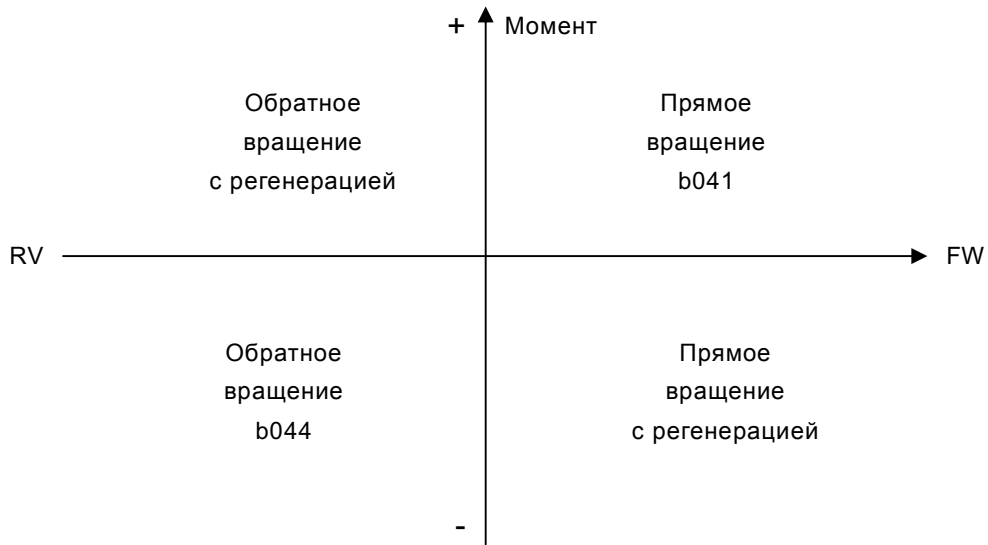 + Момент
Обратное
вращение
с регенерацией
Прямое
вращение
b041
RV
FW
Обратное
вращение
b044
Прямое
вращение
с регенерацией
-